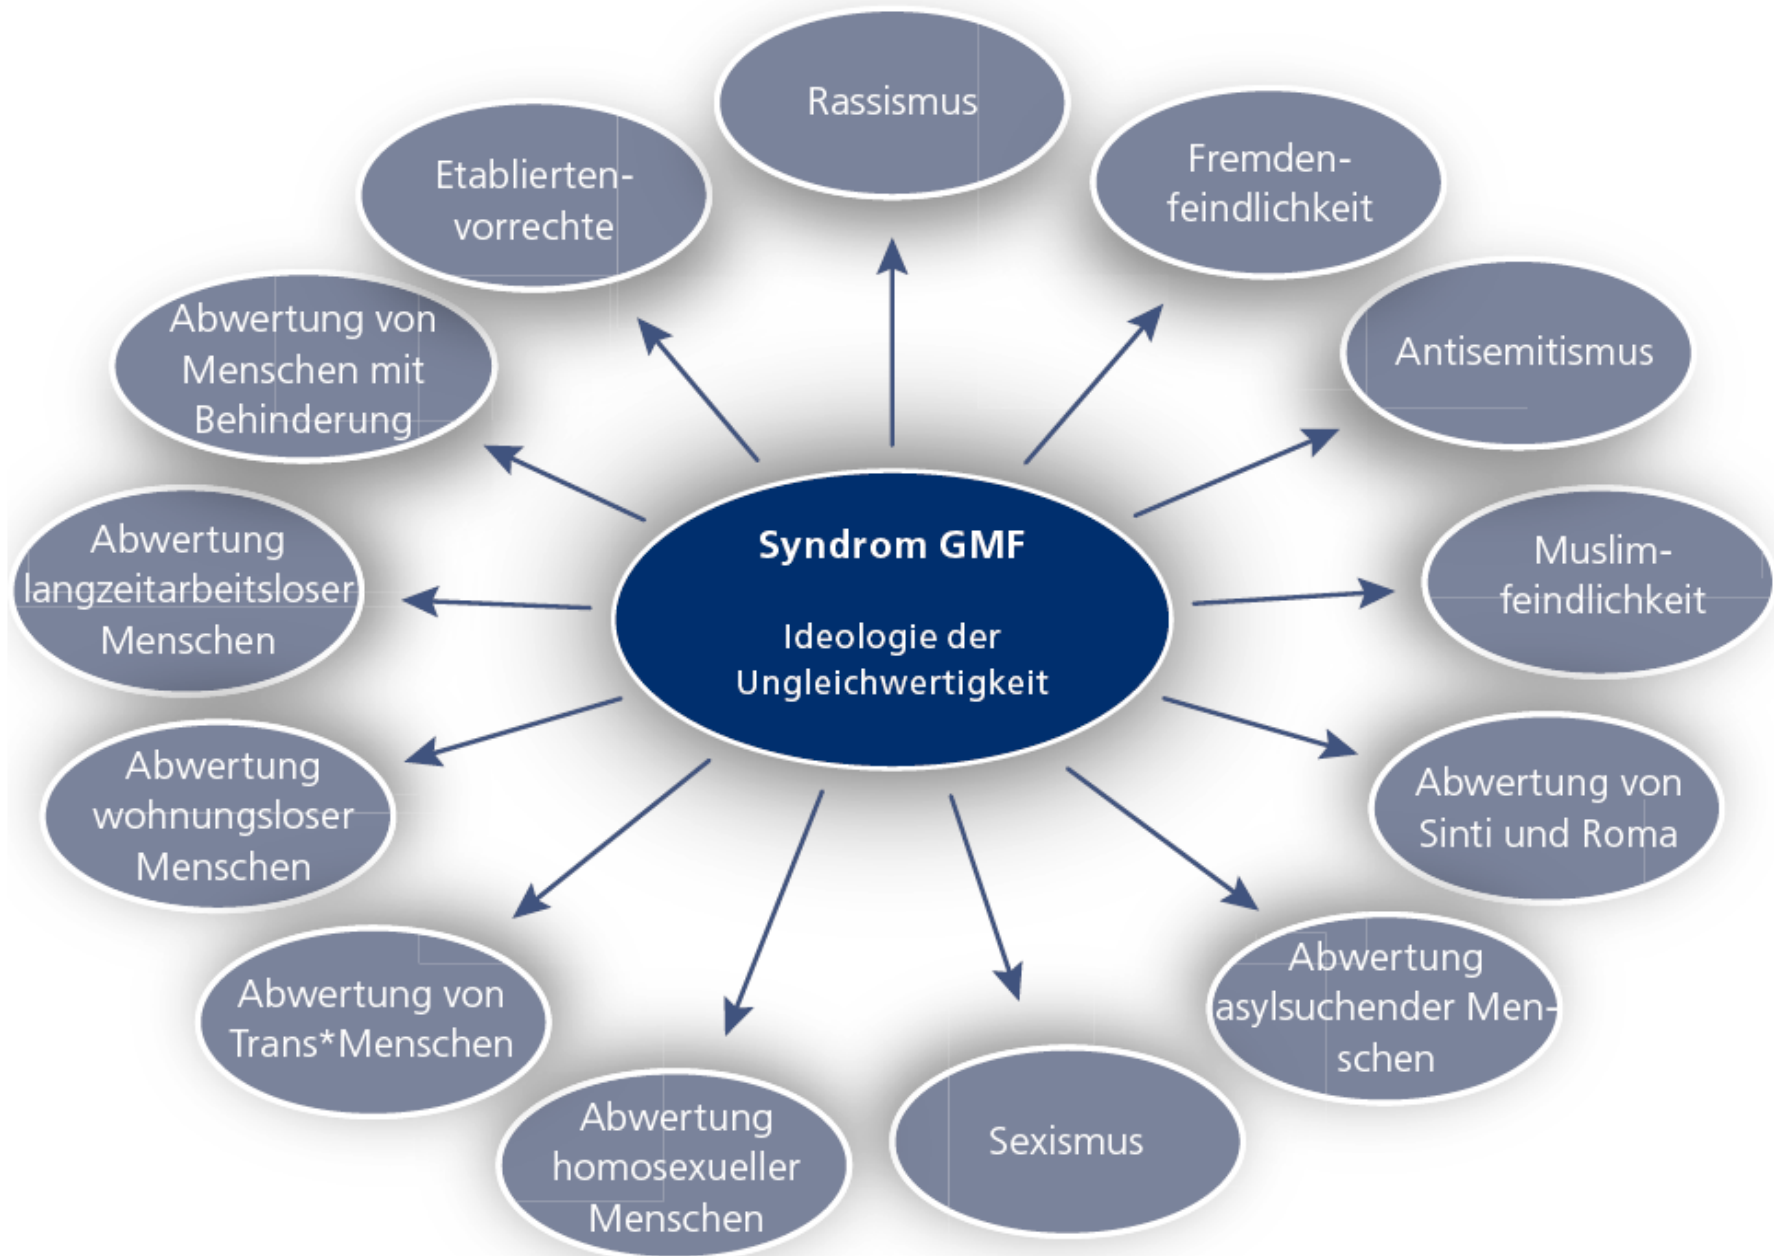 Rassismus
Fremden-
feindlichkeit
Antisemitismus
Muslim-
feindlichkeit
Abwertung von
Sinti und Roma
Abwertung
asylsuchender Men-
schen
Sexismus
Abwertung
homosexueller
Menschen
Abwertung von
Trans*Menschen
Abwertung
wohnungsloser
Menschen
Abwertung
langzeitarbeitsloser
Menschen
Abwertung von
Menschen mit
Behinderung
Etablierten-
vorrechte
Syndrom GMF
Ideologie der
Ungleichwertigkeit